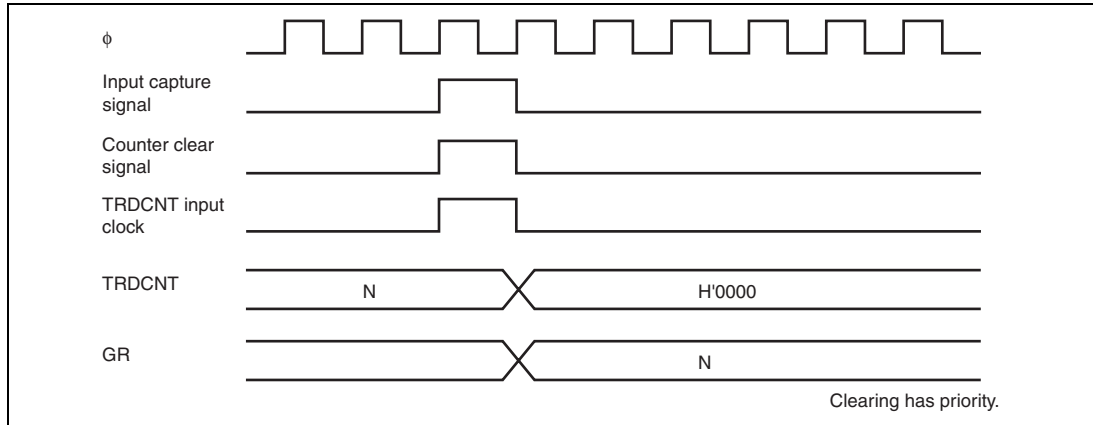 ϕ
Input capture
signal
Counter clear
signal
TRDCNT input
clock
TRDCNT
N
H'0000
GR
N
Clearing has priority.